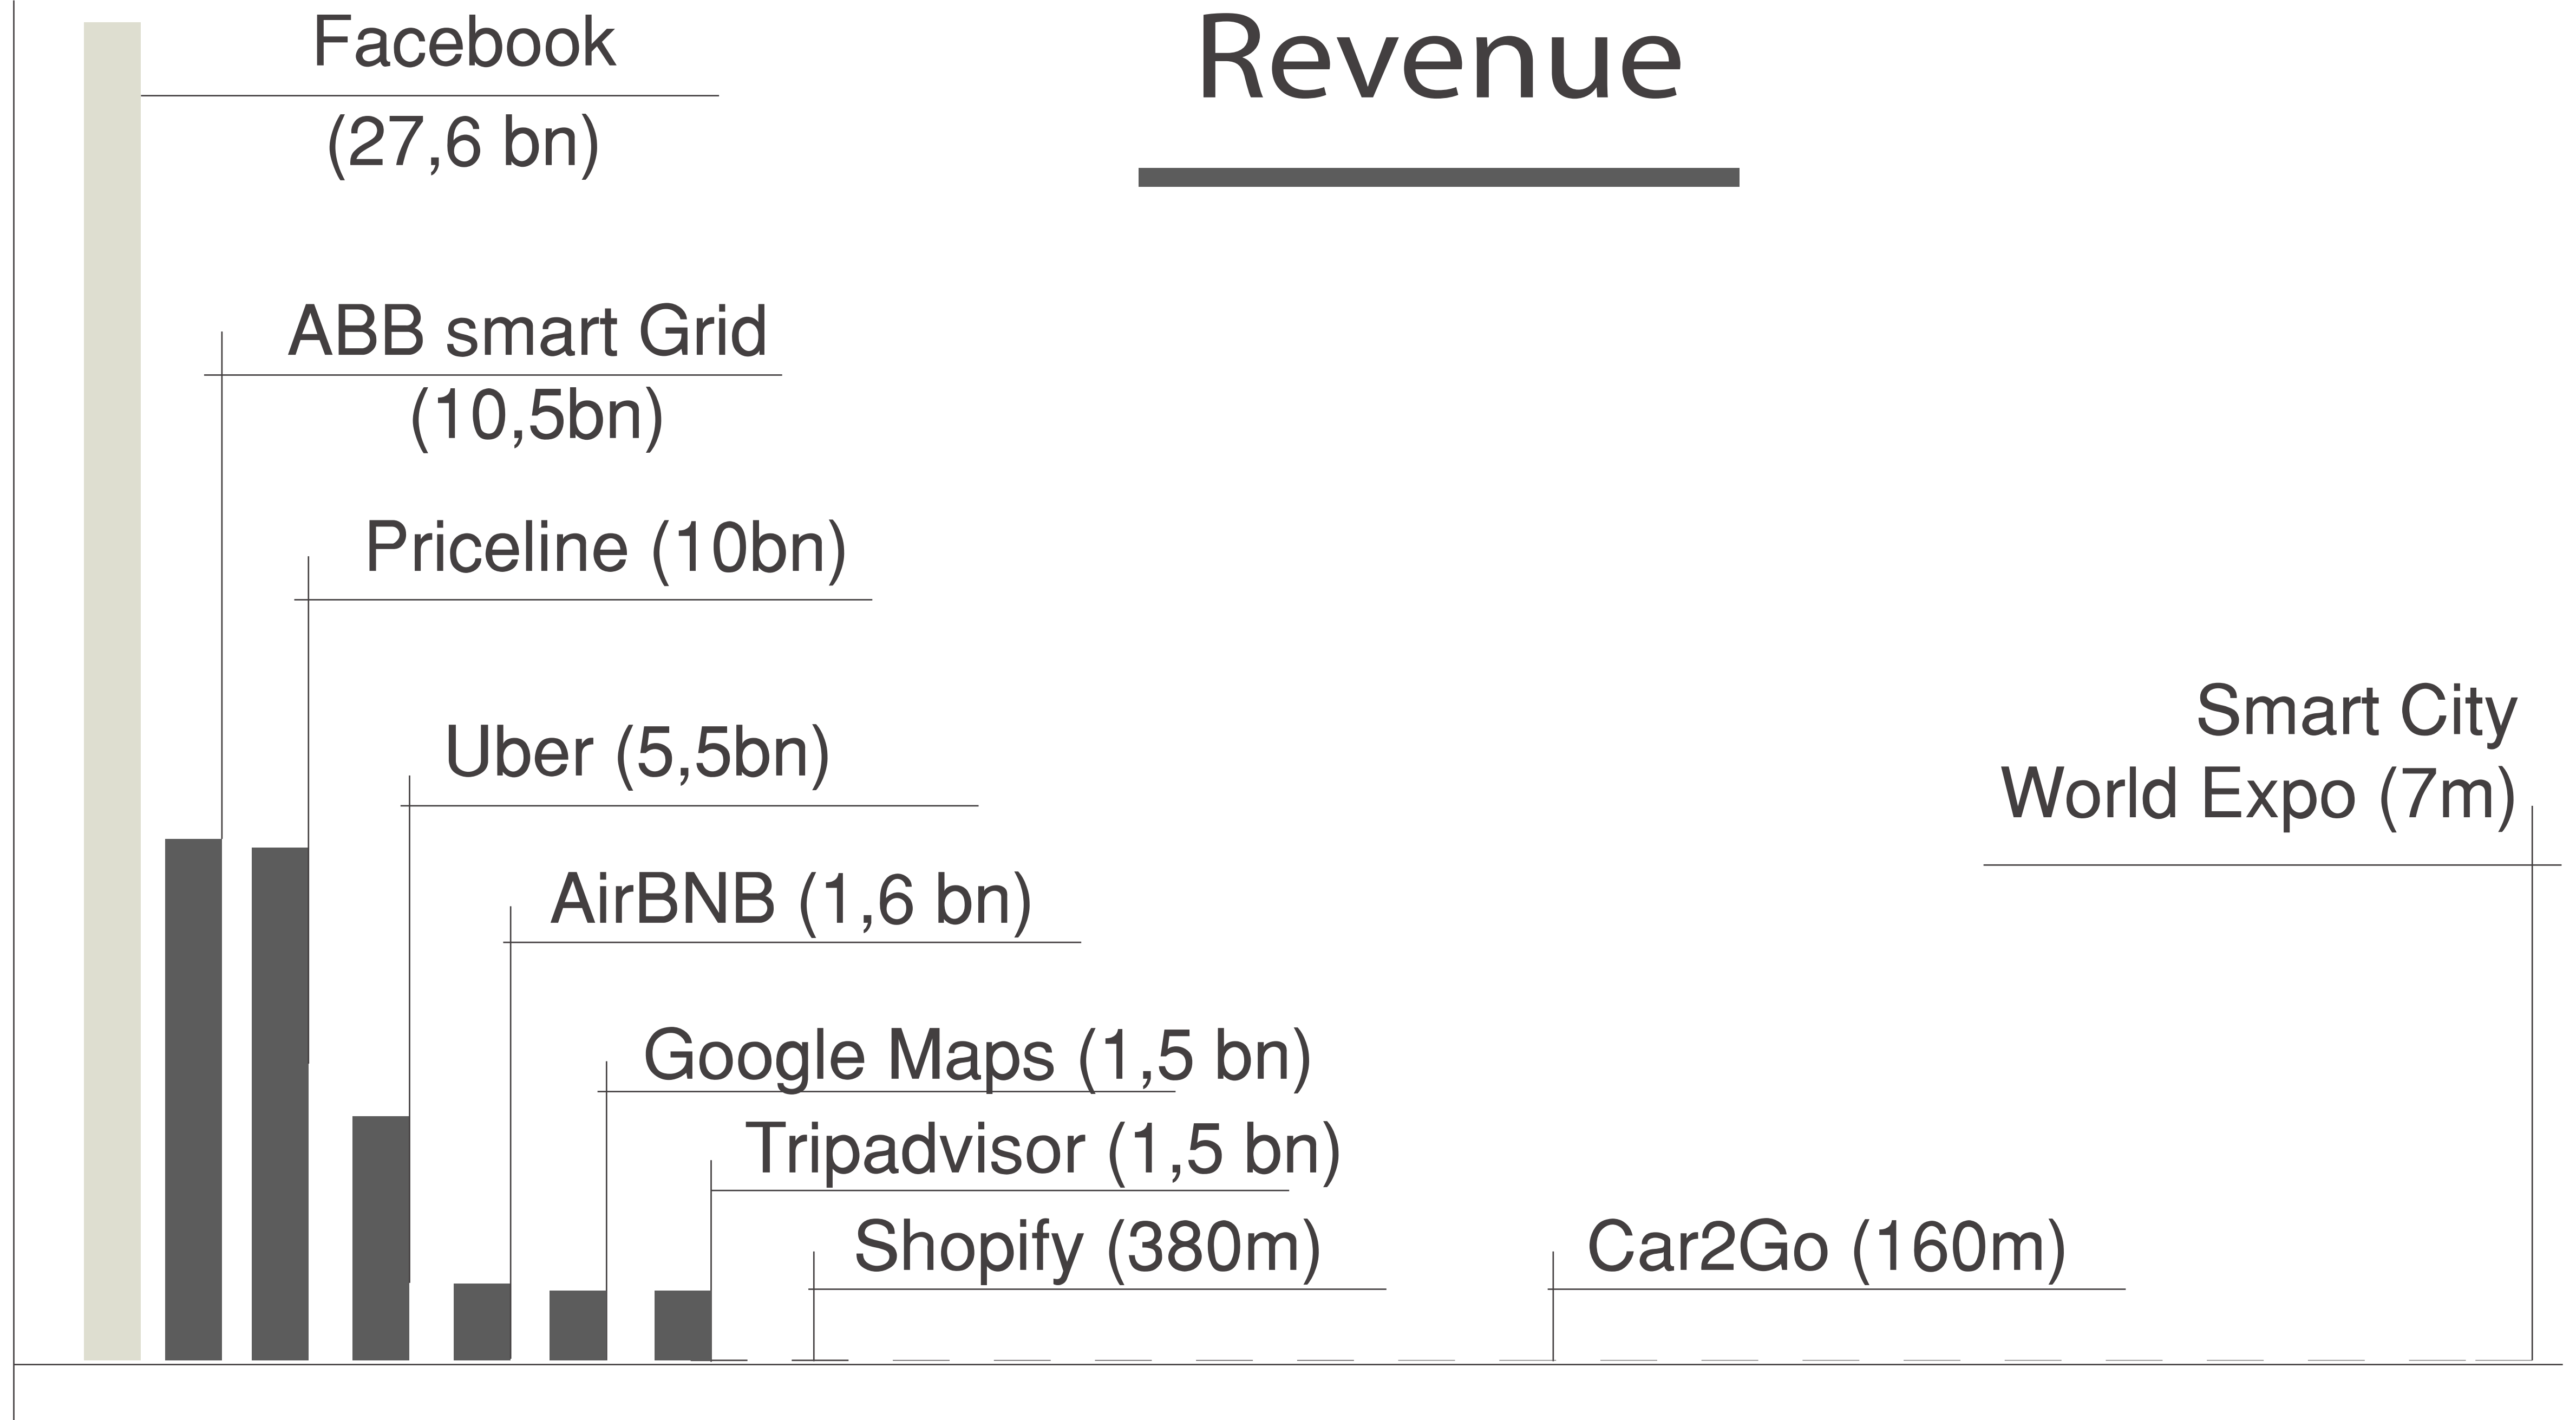 Revenue
Facebook
(27,6 bn)
ABB smart Grid
(10,5bn)
Priceline (10bn)
Uber (5,5bn)
AirBNB (1,6 bn)
Google Maps (1,5 bn)
Tripadvisor (1,5 bn)
Shopify (380m)
Car2Go (160m)
Smart City
World Expo (7m)